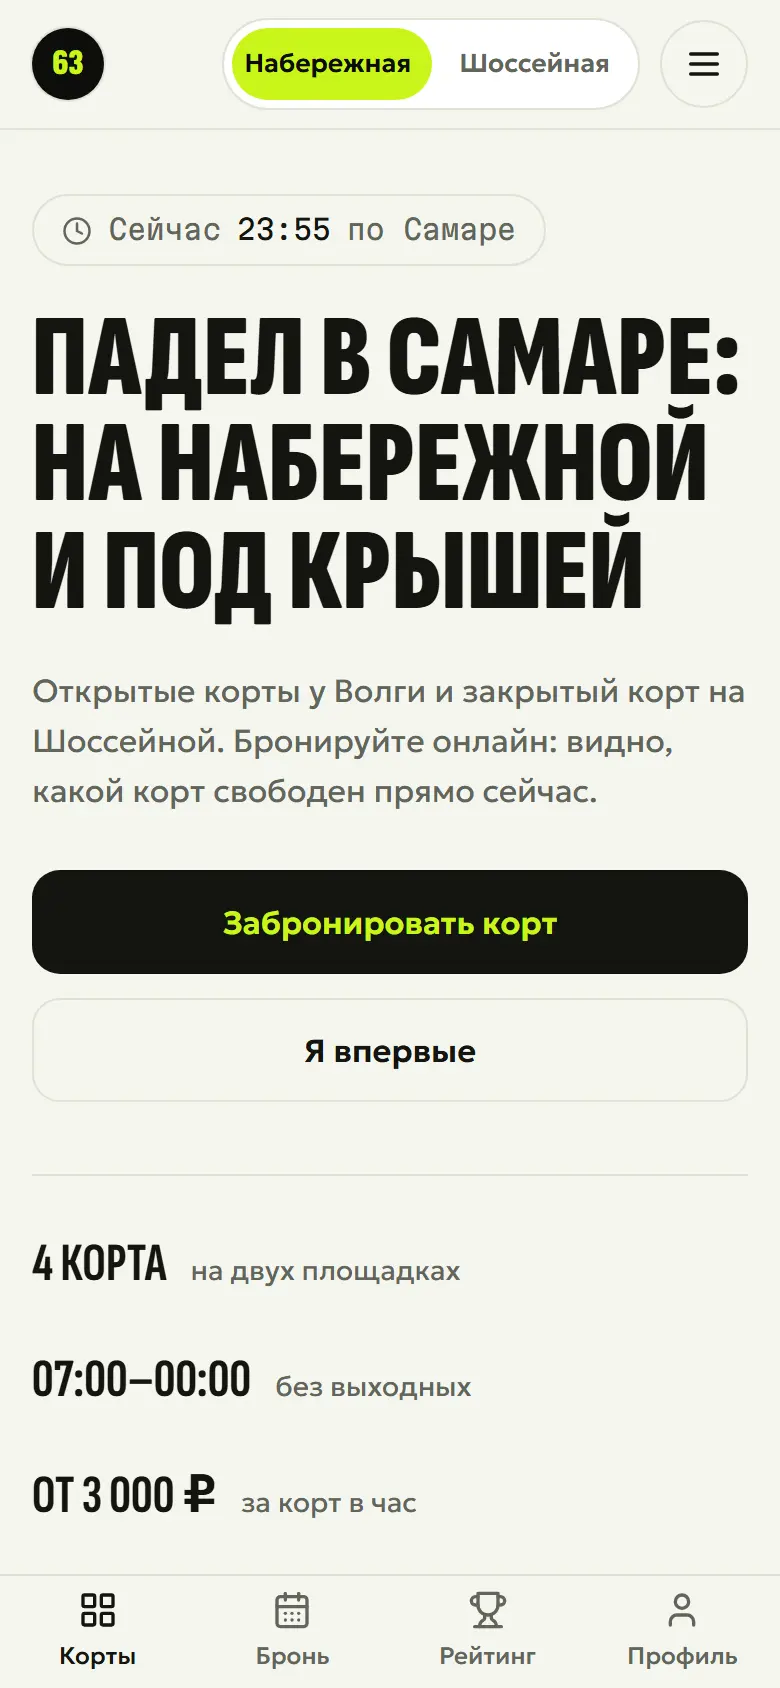 63
Набережная
Шоссейная
Сейчас 23:55 по Самаре
ПАДЕЛ В САМАРЕ:
НА НАБЕРЕЖНОЙ
И ПОД КРЫШЕЙ
Открытые корты у Волги и закрытый корт на
Шоссейной. Бронируйте онлайн: видно,
какой корт свободен прямо сейчас.
Забронировать корт
Я впервые
4 КОРТА на двух площадках
07:00–00:00 без выходных
ОТ 3 000 ₽ за корт в час
Корты
Бронь
Рейтинг
Профиль